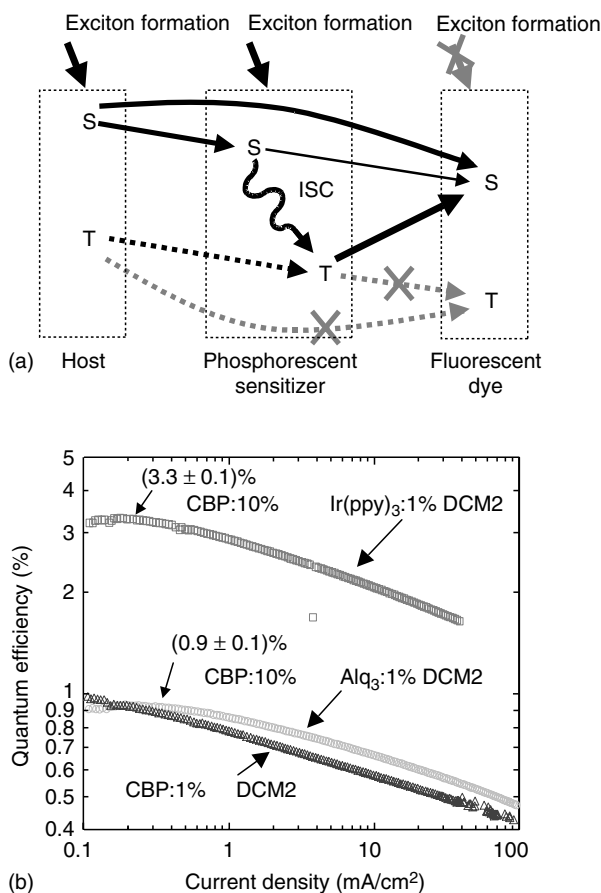 Exciton formation Exciton formation Exciton formation
S
S
S
ISC
T
T
T
(a)
Host
Phosphorescent
sensitizer
Fluorescent
dye
5
4
3
2
1
0.9
0.8
0.7
0.6
0.5
0.4
Quantum efficiency (%)
(3.3 ± 0.1)%
CBP:10%
Ir(ppy)₃:1% DCM2
(0.9 ± 0.1)%
CBP:10%
Alq₃:1% DCM2
CBP:1% DCM2
0.1 1 10 100
(b)
Current density (mA/cm²)